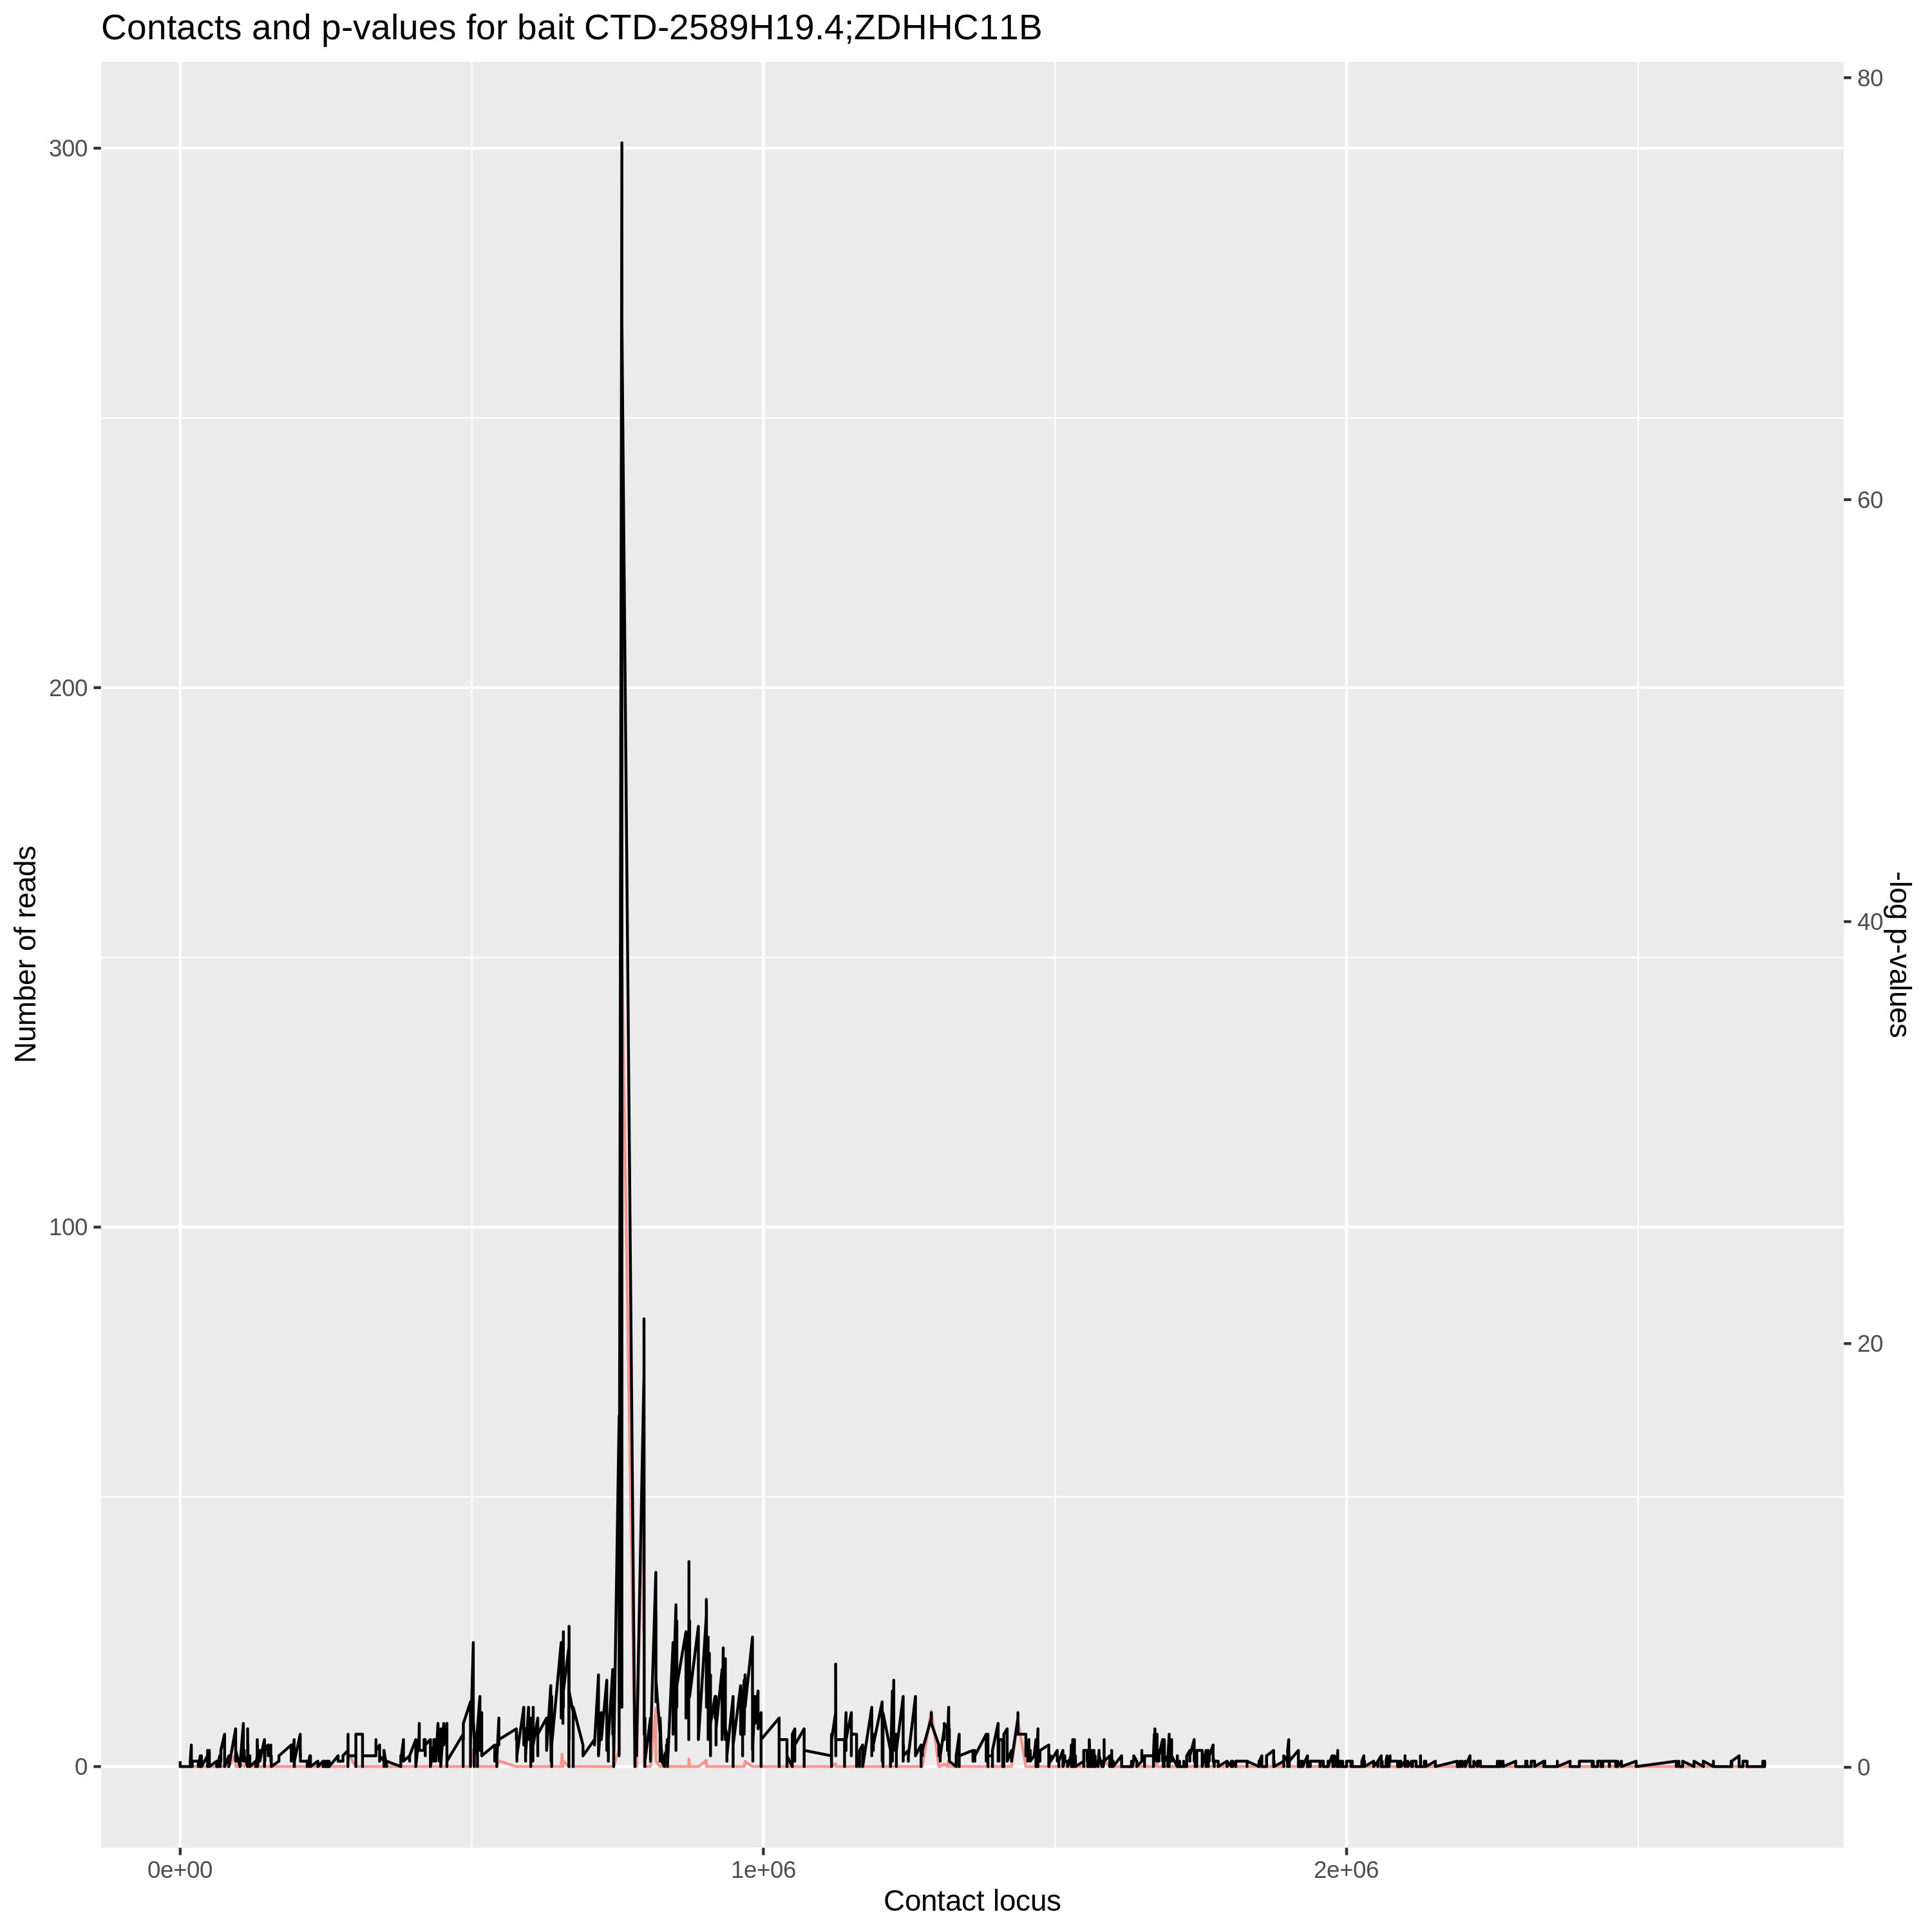 Contacts and p-values for bait CTD-2589H19.4;ZDHHC11B
Number of reads
300
200
100
0
80
60
40
20
0
-log p-values
0e+00
1e+06
2e+06
Contact locus